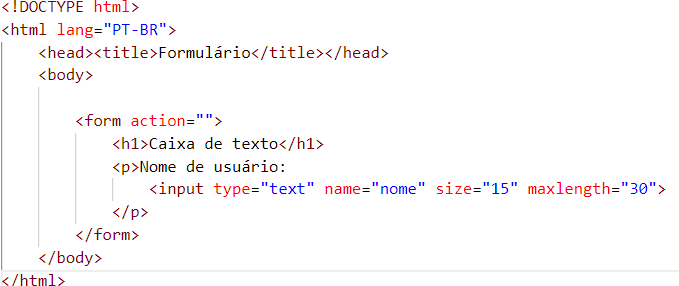 <!DOCTYPE html>
<html lang="PT-BR">
    <head><title>Formulário</title></head>
    <body>
        <form action="">
            <h1>Caixa de texto</h1>
            <p>Nome de usuário:
                <input type="text" name="nome" size="15" maxlength="30">
            </p>
        </form>
    </body>
</html>